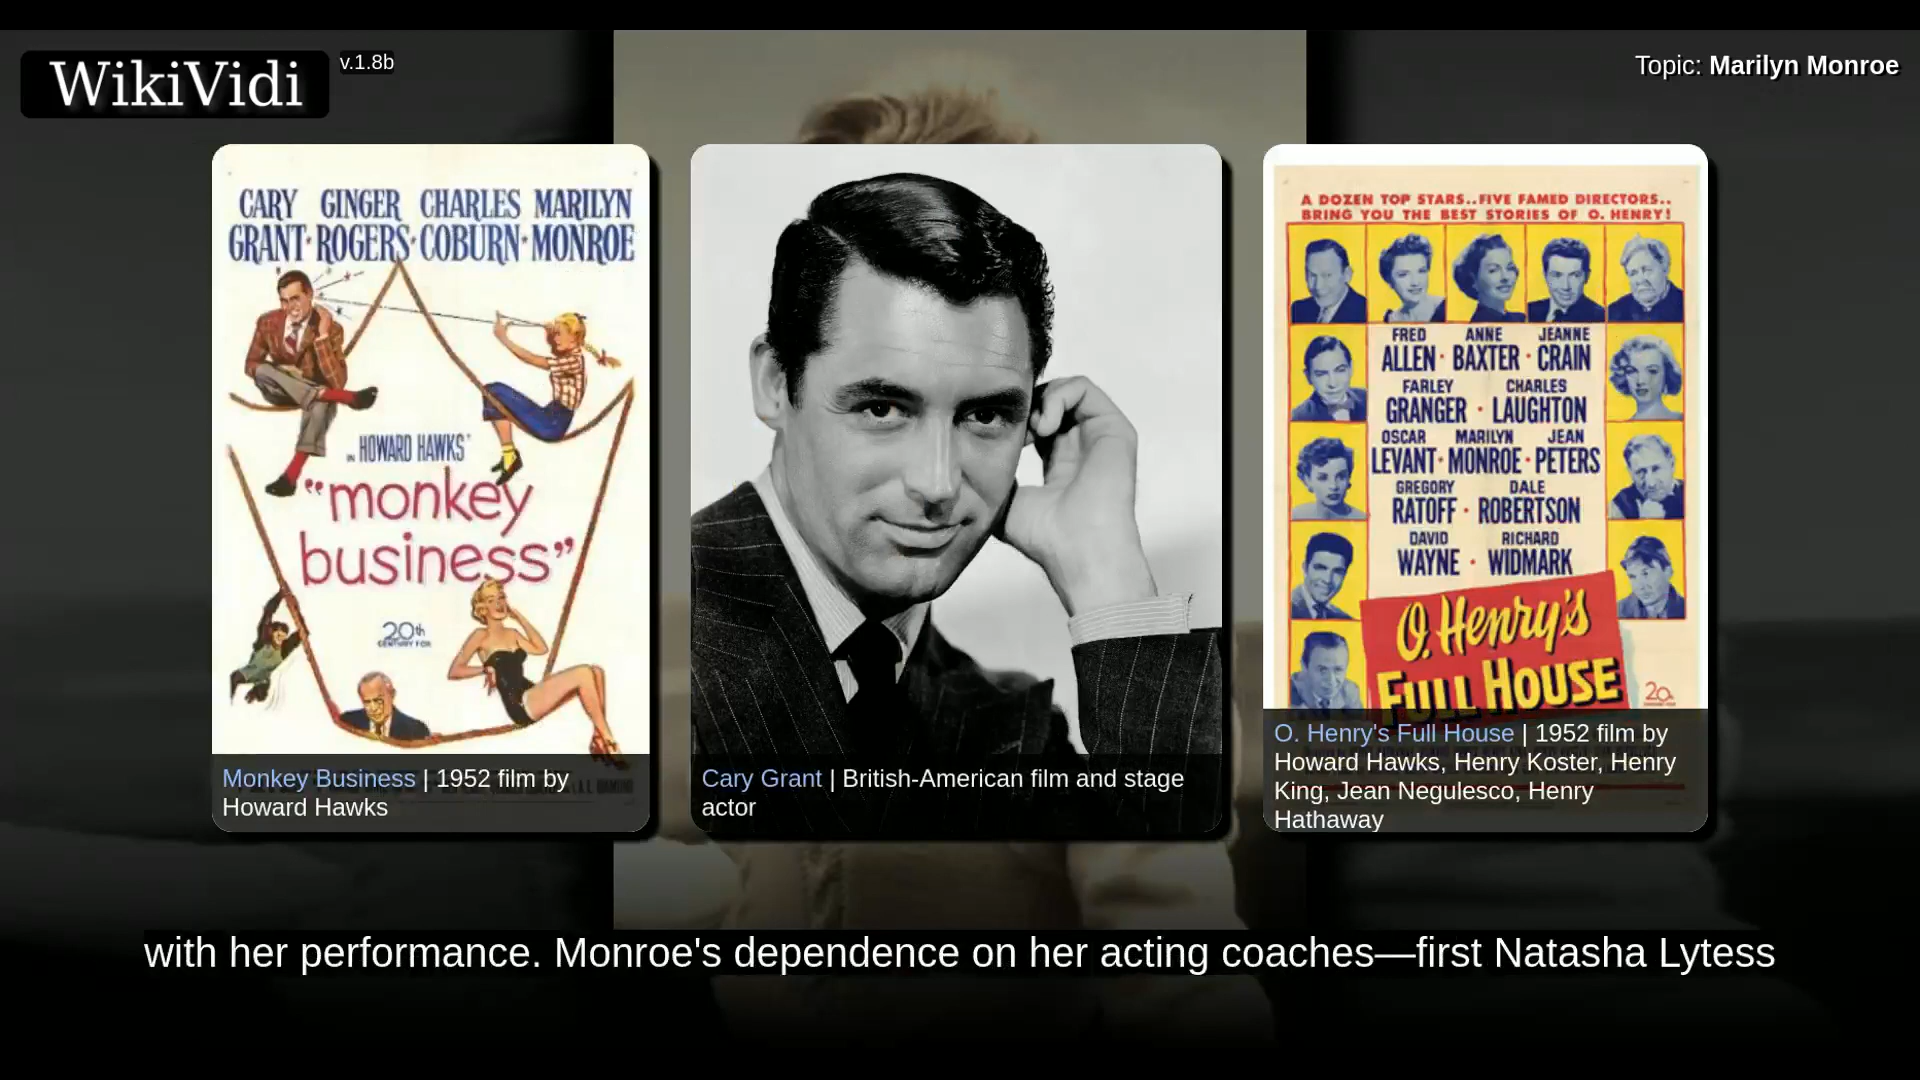 WikiVidi
v.1.8b
Topic: Marilyn Monroe
CARY GINGER CHARLES MARILYN
GRANT · ROGERS · COBURN · MONROE
IN HOWARD HAWKS'
"monkey
business"
20th
CENTURY FOX
Monkey Business | 1952 film by
Howard Hawks
Cary Grant | British-American film and stage
actor
A DOZEN TOP STARS..FIVE FAMED DIRECTORS..
BRING YOU THE BEST STORIES OF O. HENRY!
FRED ANNE JEANNE
ALLEN · BAXTER · CRAIN
FARLEY CHARLES
GRANGER · LAUGHTON
OSCAR MARILYN JEAN
LEVANT · MONROE · PETERS
GREGORY DALE
RATOFF · ROBERTSON
DAVID RICHARD
WAYNE · WIDMARK
O. Henry's
FULL HOUSE
20
O. Henry's Full House | 1952 film by
Howard Hawks, Henry Koster, Henry
King, Jean Negulesco, Henry
Hathaway
with her performance. Monroe's dependence on her acting coaches—first Natasha Lytess